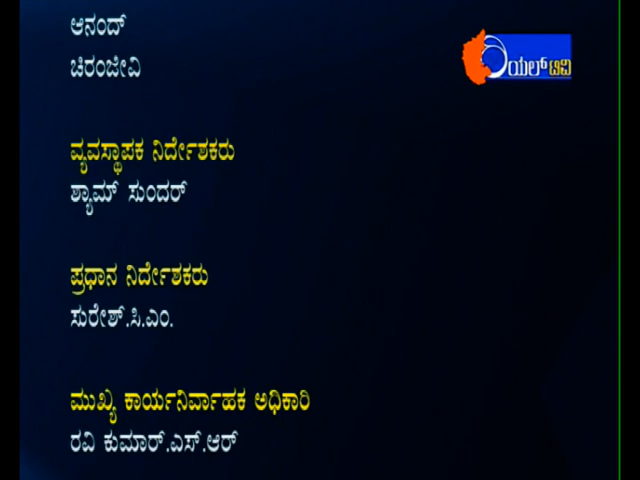 ಆನಂದ್
ಚಿರಂಜೀವಿ
ರಿಯಲ್ ಟಿವಿ
ವ್ಯವಸ್ಥಾಪಕ ನಿರ್ದೇಶಕರು
ಶ್ಯಾಮ್ ಸುಂದರ್
ಪ್ರಧಾನ ನಿರ್ದೇಶಕರು
ಸುರೇಶ್.ಸಿ.ಎಂ.
ಮುಖ್ಯ ಕಾರ್ಯನಿರ್ವಾಹಕ ಅಧಿಕಾರಿ
ರವಿ ಕುಮಾರ್.ಎಸ್.ಆರ್